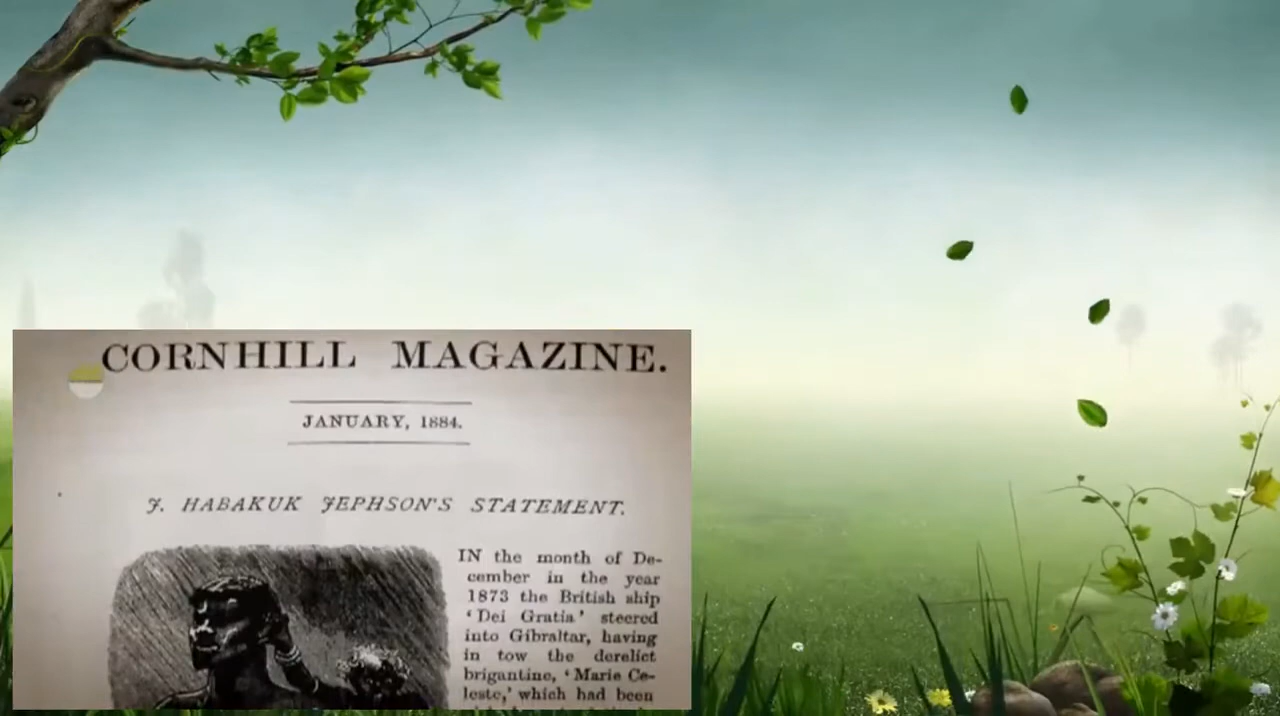 CORNHILL MAGAZINE.
JANUARY, 1884.
J. HABAKUK JEPHSON'S STATEMENT.
IN the month of De-
cember in the year
1873 the British ship
‘Dei Gratia’ steered
into Gibraltar, having
in tow the derelict
brigantine, ‘Marie Ce-
leste,’ which had been